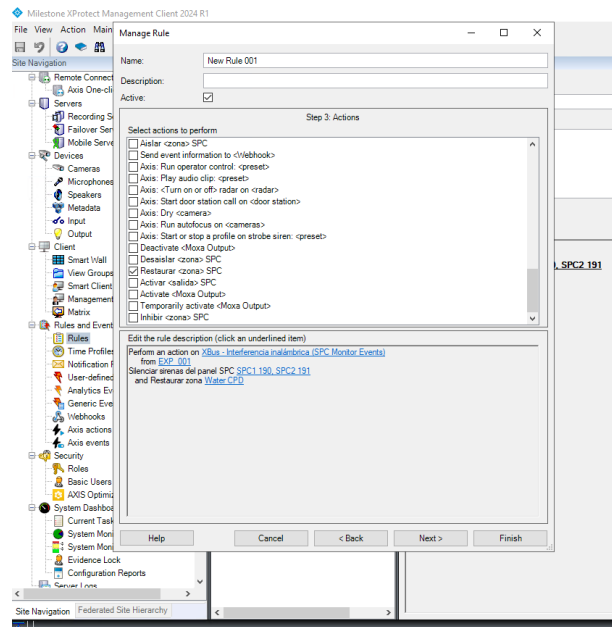 Milestone XProtect Management Client 2024 R1
File View Action Main
Manage Rule
Site Navigation
Remote Connect
Axis One-cli
Servers
Recording S
Failover Ser
Mobile Serve
Devices
Cameras
Microphones
Speakers
Metadata
Input
Output
Client
Smart Wall
View Groups
Smart Client
Management
Matrix
Rules and Event
Rules
Time Profile
Notification F
User-defined
Analytics Ev
Generic Eve
Webhooks
Axis actions
Axis events
Security
Roles
Basic Users
AXIS Optimiz
System Dashboa
Current Task
System Moni
System Moni
Evidence Lock
Configuration Reports
Server Logs
Site Navigation Federated Site Hierarchy
Name: New Rule 001
Description:
Active:
Step 3: Actions
Select actions to perform
Aislar <zona> SPC
Send event information to <Webhook>
Axis: Run operator control: <preset>
Axis: Play audio clip: <preset>
Axis: <Turn on or off> radar on <radar>
Axis: Start door station call on <door station>
Axis: Dry <camera>
Axis: Run autofocus on <cameras>
Axis: Start or stop a profile on strobe siren: <preset>
Deactivate <Moxa Output>
Desaislar <zona> SPC
Restaurar <zona> SPC
Activar <salida> SPC
Activate <Moxa Output>
Temporarily activate <Moxa Output>
Inhibir <zona> SPC
Edit the rule description (click an underlined item)
Perform an action on XBus - Interferencia inalámbrica (SPC Monitor Events)
from EXP 001
Silenciar sirenas del panel SPC SPC1 190, SPC2 191
and Restaurar zona Water CPD
Help Cancel < Back Next > Finish
, SPC2 191